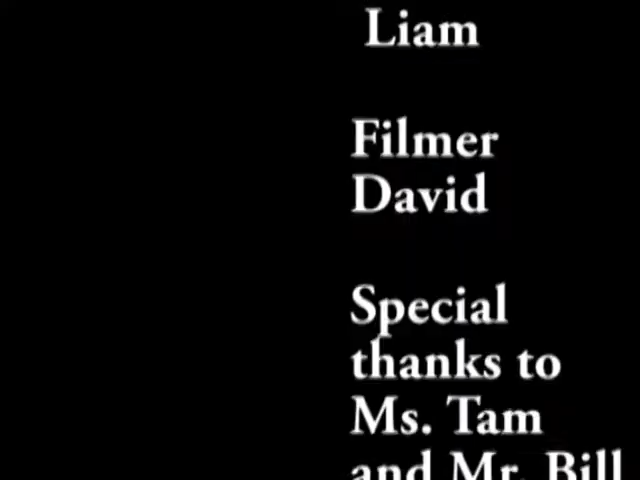 Liam
Filmer
David
Special
thanks to
Ms. Tam
and Mr. Bill